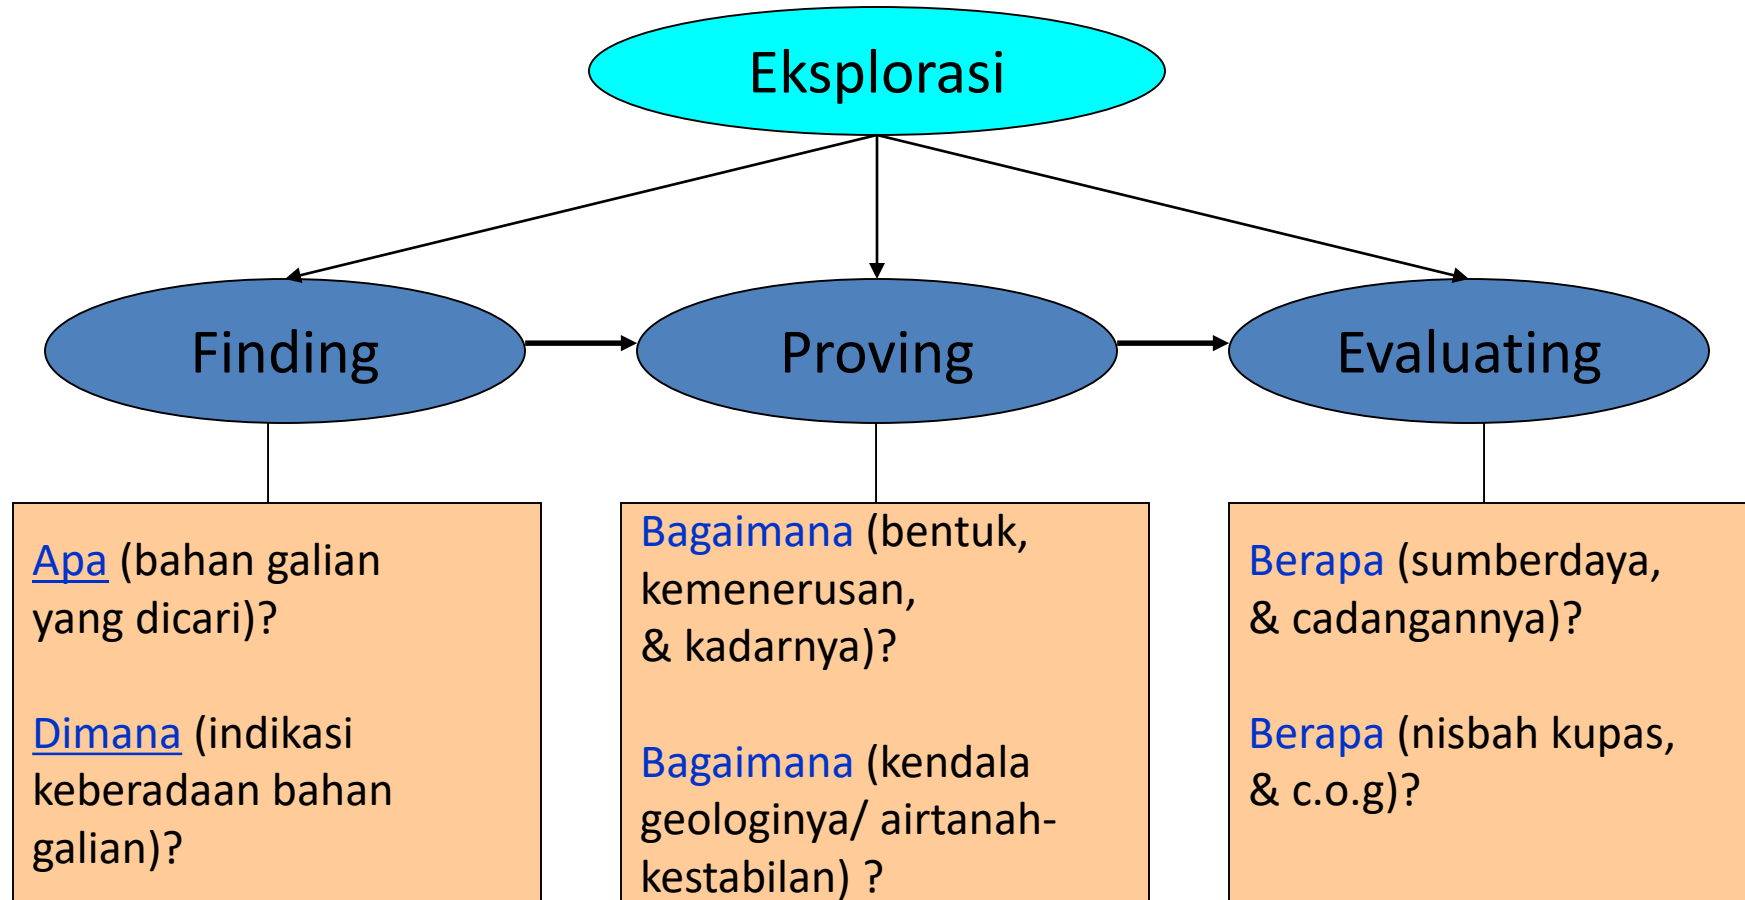 Eksplorasi
Finding
Proving
Evaluating
Apa (bahan galian
yang dicari)?
Dimana (indikasi
keberadaan bahan
galian)?
Bagaimana (bentuk,
kemenerusan,
& kadarnya)?
Bagaimana (kendala
geologinya/ airtanah-
kestabilan) ?
Berapa (sumberdaya,
& cadangannya)?
Berapa (nisbah kupas,
& c.o.g)?